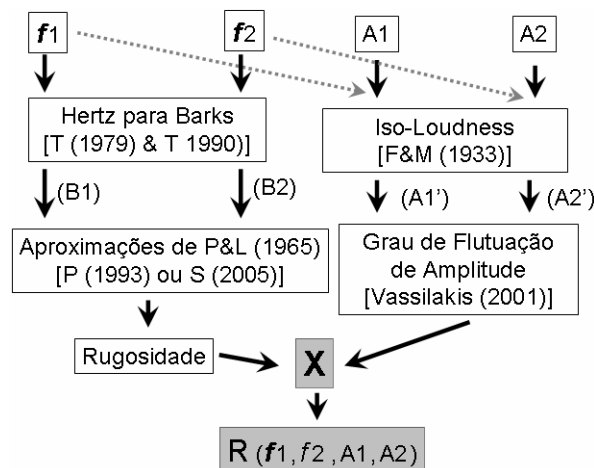 f1 f2 A1 A2
Hertz para Barks
[T (1979) & T 1990)]
Iso-Loudness
[F&M (1933)]
(B1) (B2) (A1’) (A2’)
Aproximações de P&L (1965)
[P (1993) ou S (2005)]
Grau de Flutuação
de Amplitude
[Vassilakis (2001)]
Rugosidade
X
R (f1, f2 , A1, A2)